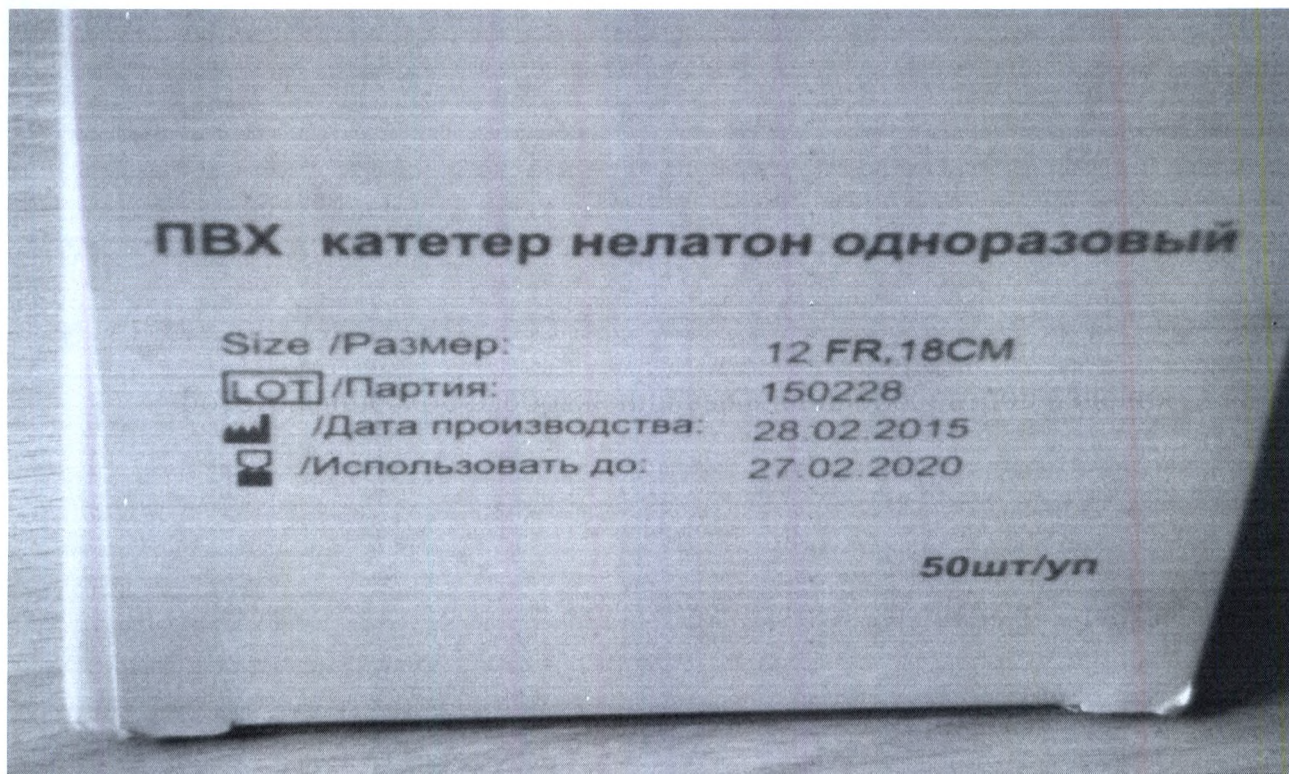 ПВХ катетер нелатон одноразовый
Size /Размер: 12 FR,18CM
LOT /Партия: 150228
/Дата производства: 28.02.2015
/Использовать до: 27.02.2020
50шт/уп